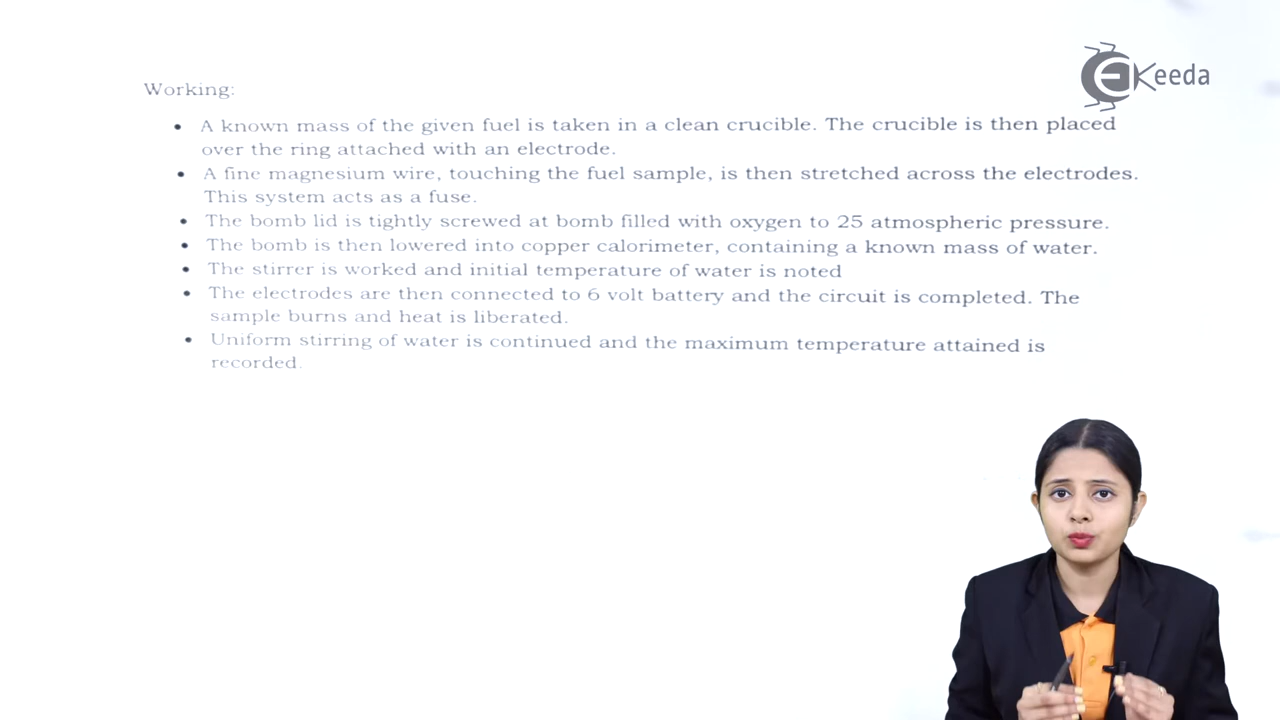 Keeda
Working:
• A known mass of the given fuel is taken in a clean crucible. The crucible is then placed
over the ring attached with an electrode.
• A fine magnesium wire, touching the fuel sample, is then stretched across the electrodes.
This system acts as a fuse.
• The bomb lid is tightly screwed at bomb filled with oxygen to 25 atmospheric pressure.
• The bomb is then lowered into copper calorimeter, containing a known mass of water.
• The stirrer is worked and initial temperature of water is noted
• The electrodes are then connected to 6 volt battery and the circuit is completed. The
sample burns and heat is liberated.
• Uniform stirring of water is continued and the maximum temperature attained is
recorded.